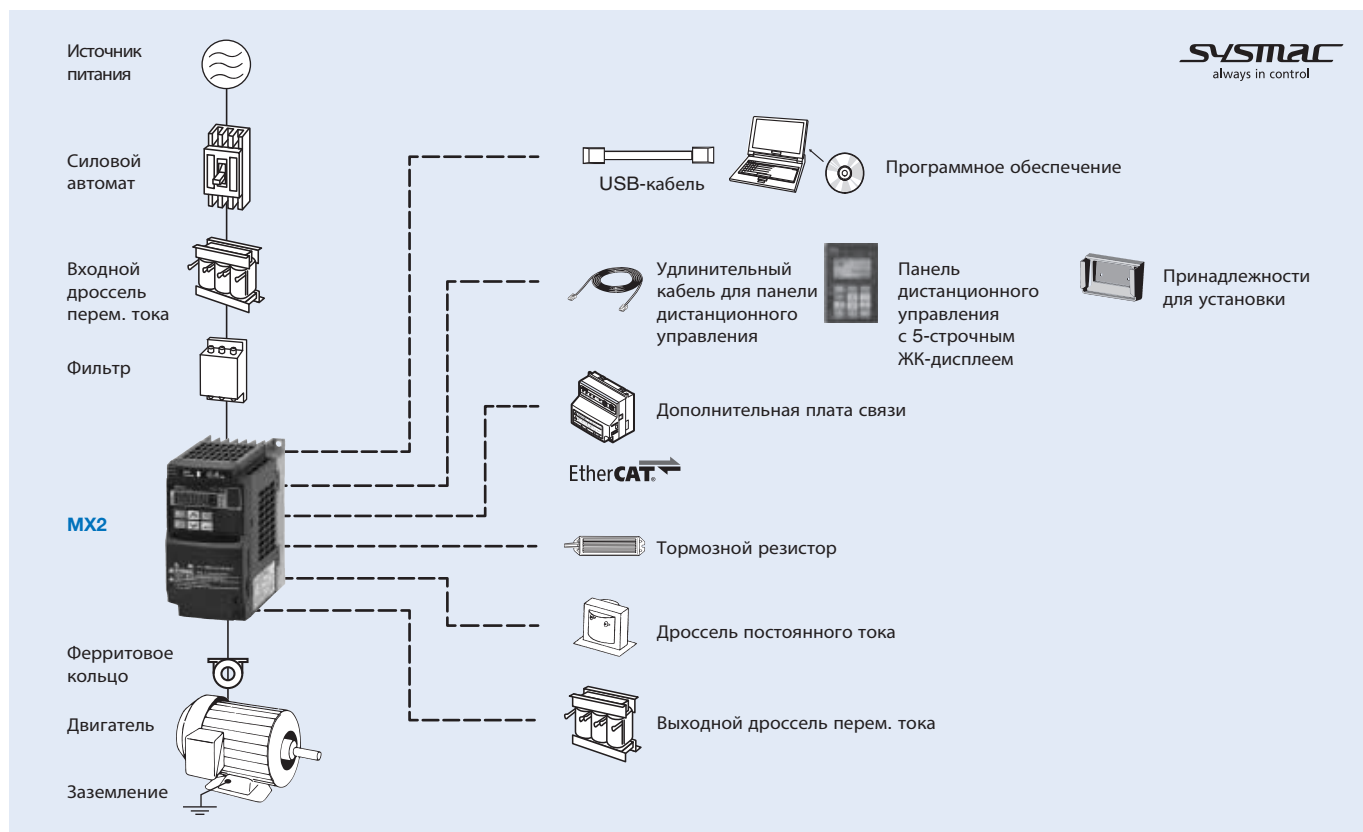 Источник
питания
sysmac
always in control
Силовой
автомат
USB-кабель
Программное обеспечение
Входной
дроссель
перем. тока
Удлинительный
кабель для панели
дистанционного
управления
Панель
дистанционного
управления
с 5-строчным
ЖК-дисплеем
Принадлежности
для установки
Фильтр
Дополнительная плата связи
EtherCAT®
MX2
Тормозной резистор
Дроссель постоянного тока
Ферритовое
кольцо
Двигатель
Выходной дроссель перем. тока
Заземление